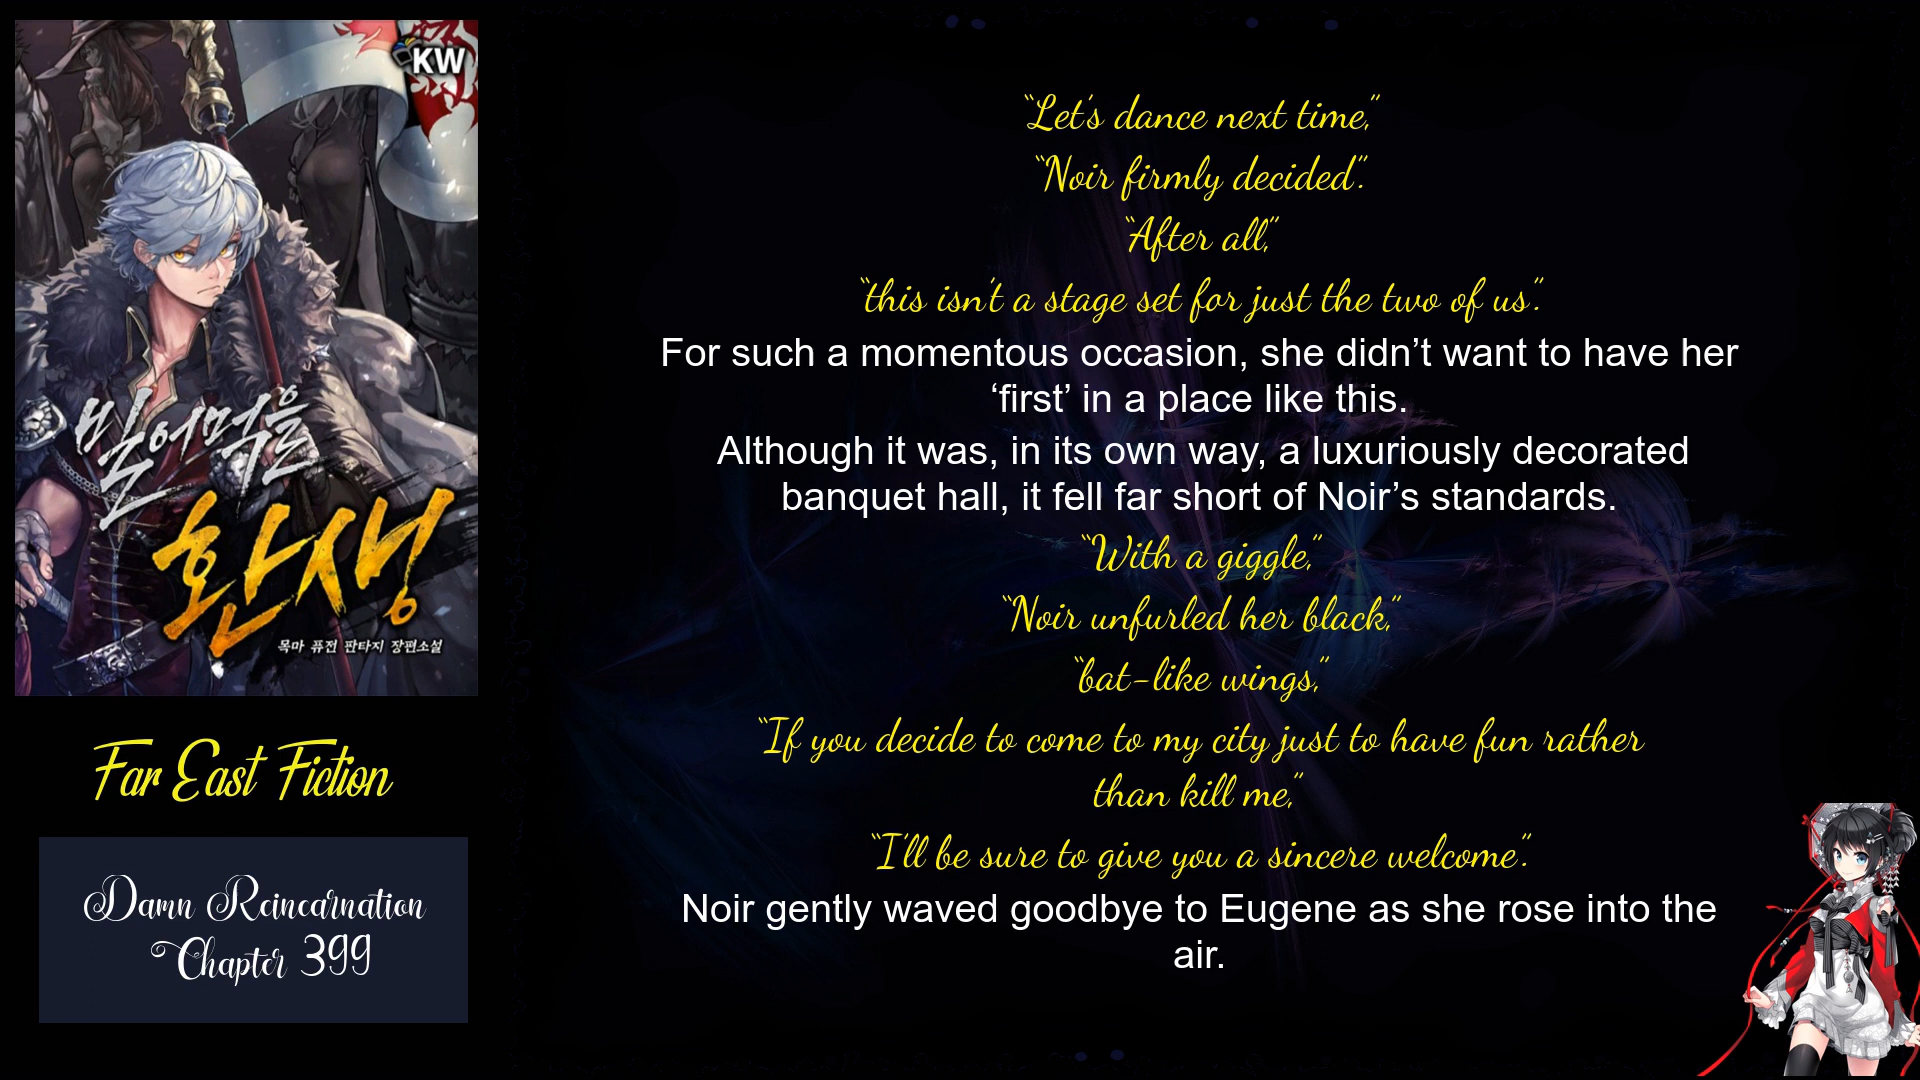 KW
빌어먹을
환생
목마 퓨전 판타지 장편소설
Far East Fiction
Damn Reincarnation
Chapter 399
“Let’s dance next time,”
“Noir firmly decided”.
“After all,”
“this isn’t a stage set for just the two of us”.
For such a momentous occasion, she didn’t want to have her
‘first’ in a place like this.
Although it was, in its own way, a luxuriously decorated
banquet hall, it fell far short of Noir’s standards.
“With a giggle,”
“Noir unfurled her black,”
“bat-like wings,”
“If you decide to come to my city just to have fun rather
than kill me,”
“I’ll be sure to give you a sincere welcome”.
Noir gently waved goodbye to Eugene as she rose into the
air.